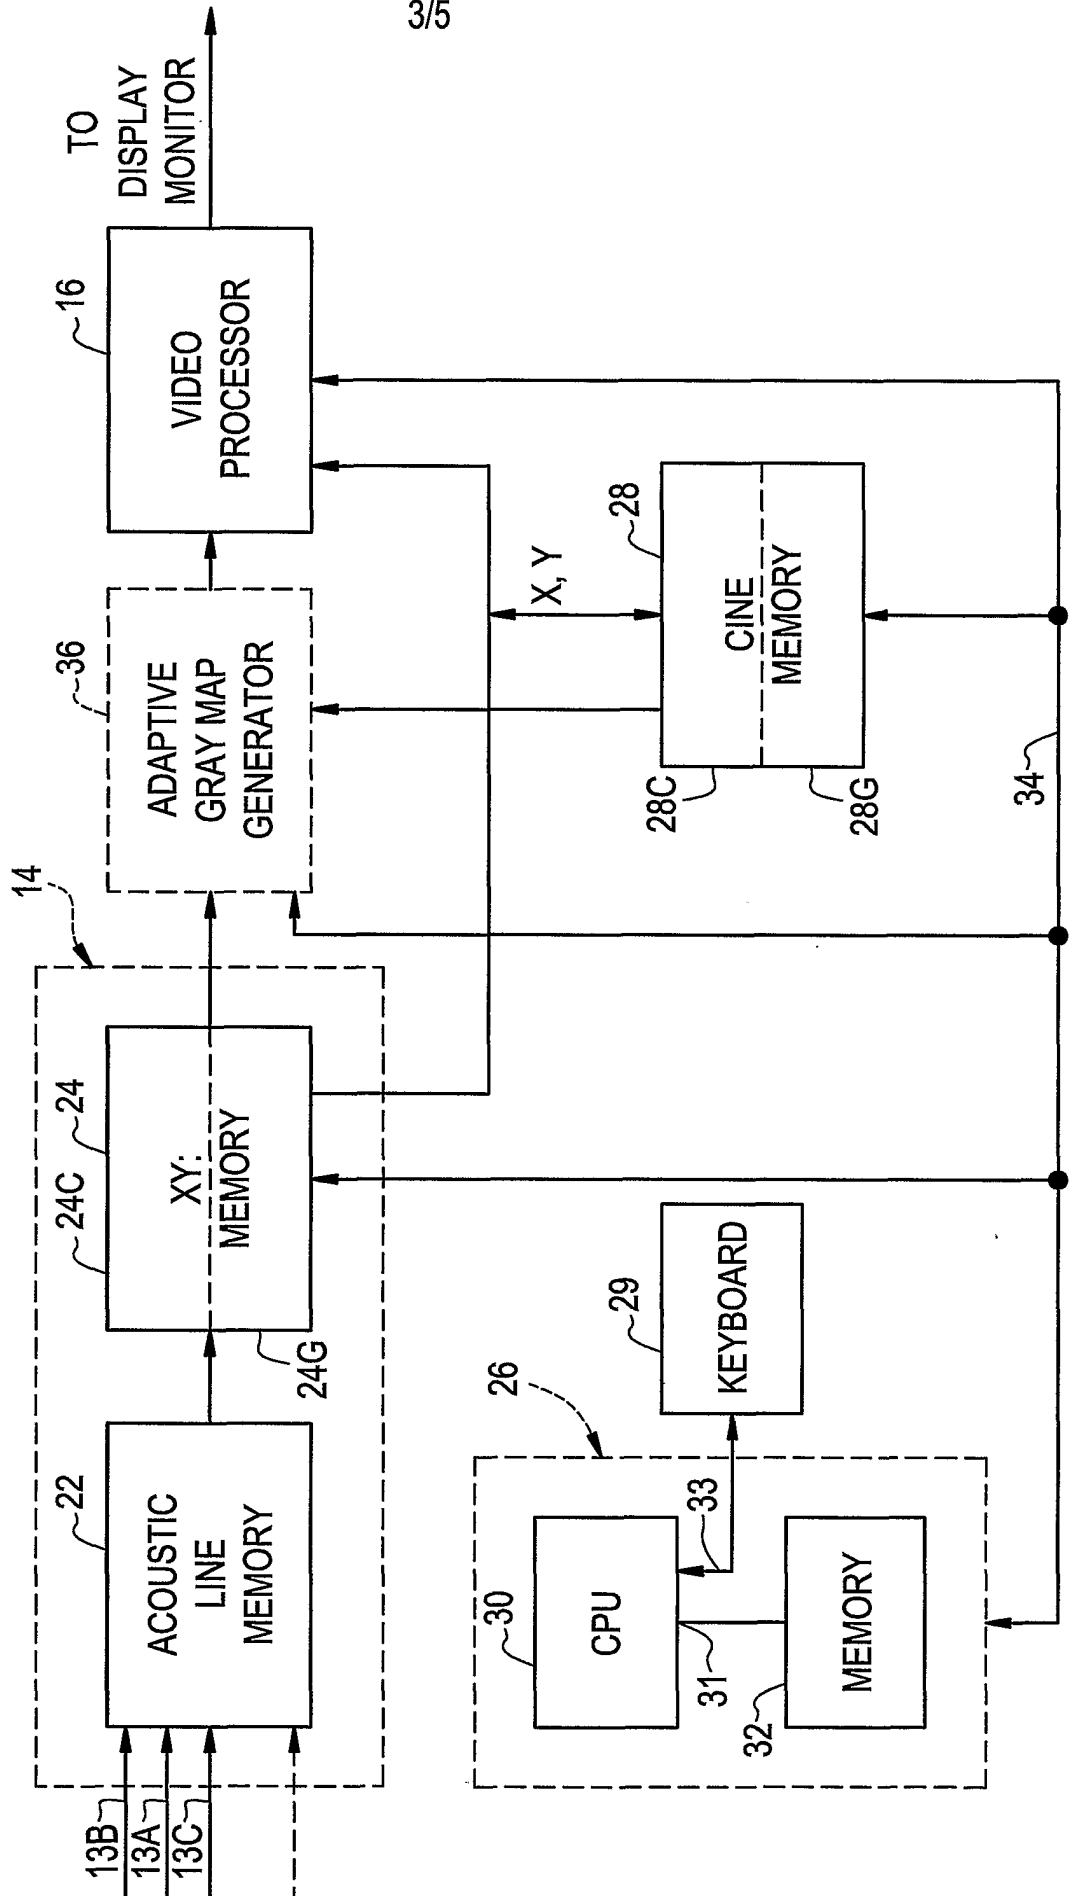 3/5
TO
DISPLAY
MONITOR
16
VIDEO
PROCESSOR
36
ADAPTIVE
GRAY MAP
GENERATOR
14
24
24C
XY:
MEMORY
24G
22
ACOUSTIC
LINE
MEMORY
13B
13A
13C
X, Y
28
CINE
MEMORY
28C
28G
34
29
KEYBOARD
26
33
30
CPU
31
32
MEMORY